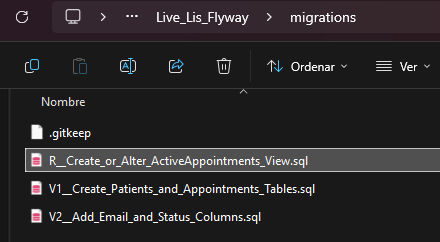 … Live_Lis_Flyway > migrations
Ordenar Ver
Nombre
.gitkeep
R__Create_or_Alter_ActiveAppointments_View.sql
V1__Create_Patients_and_Appointments_Tables.sql
V2__Add_Email_and_Status_Columns.sql